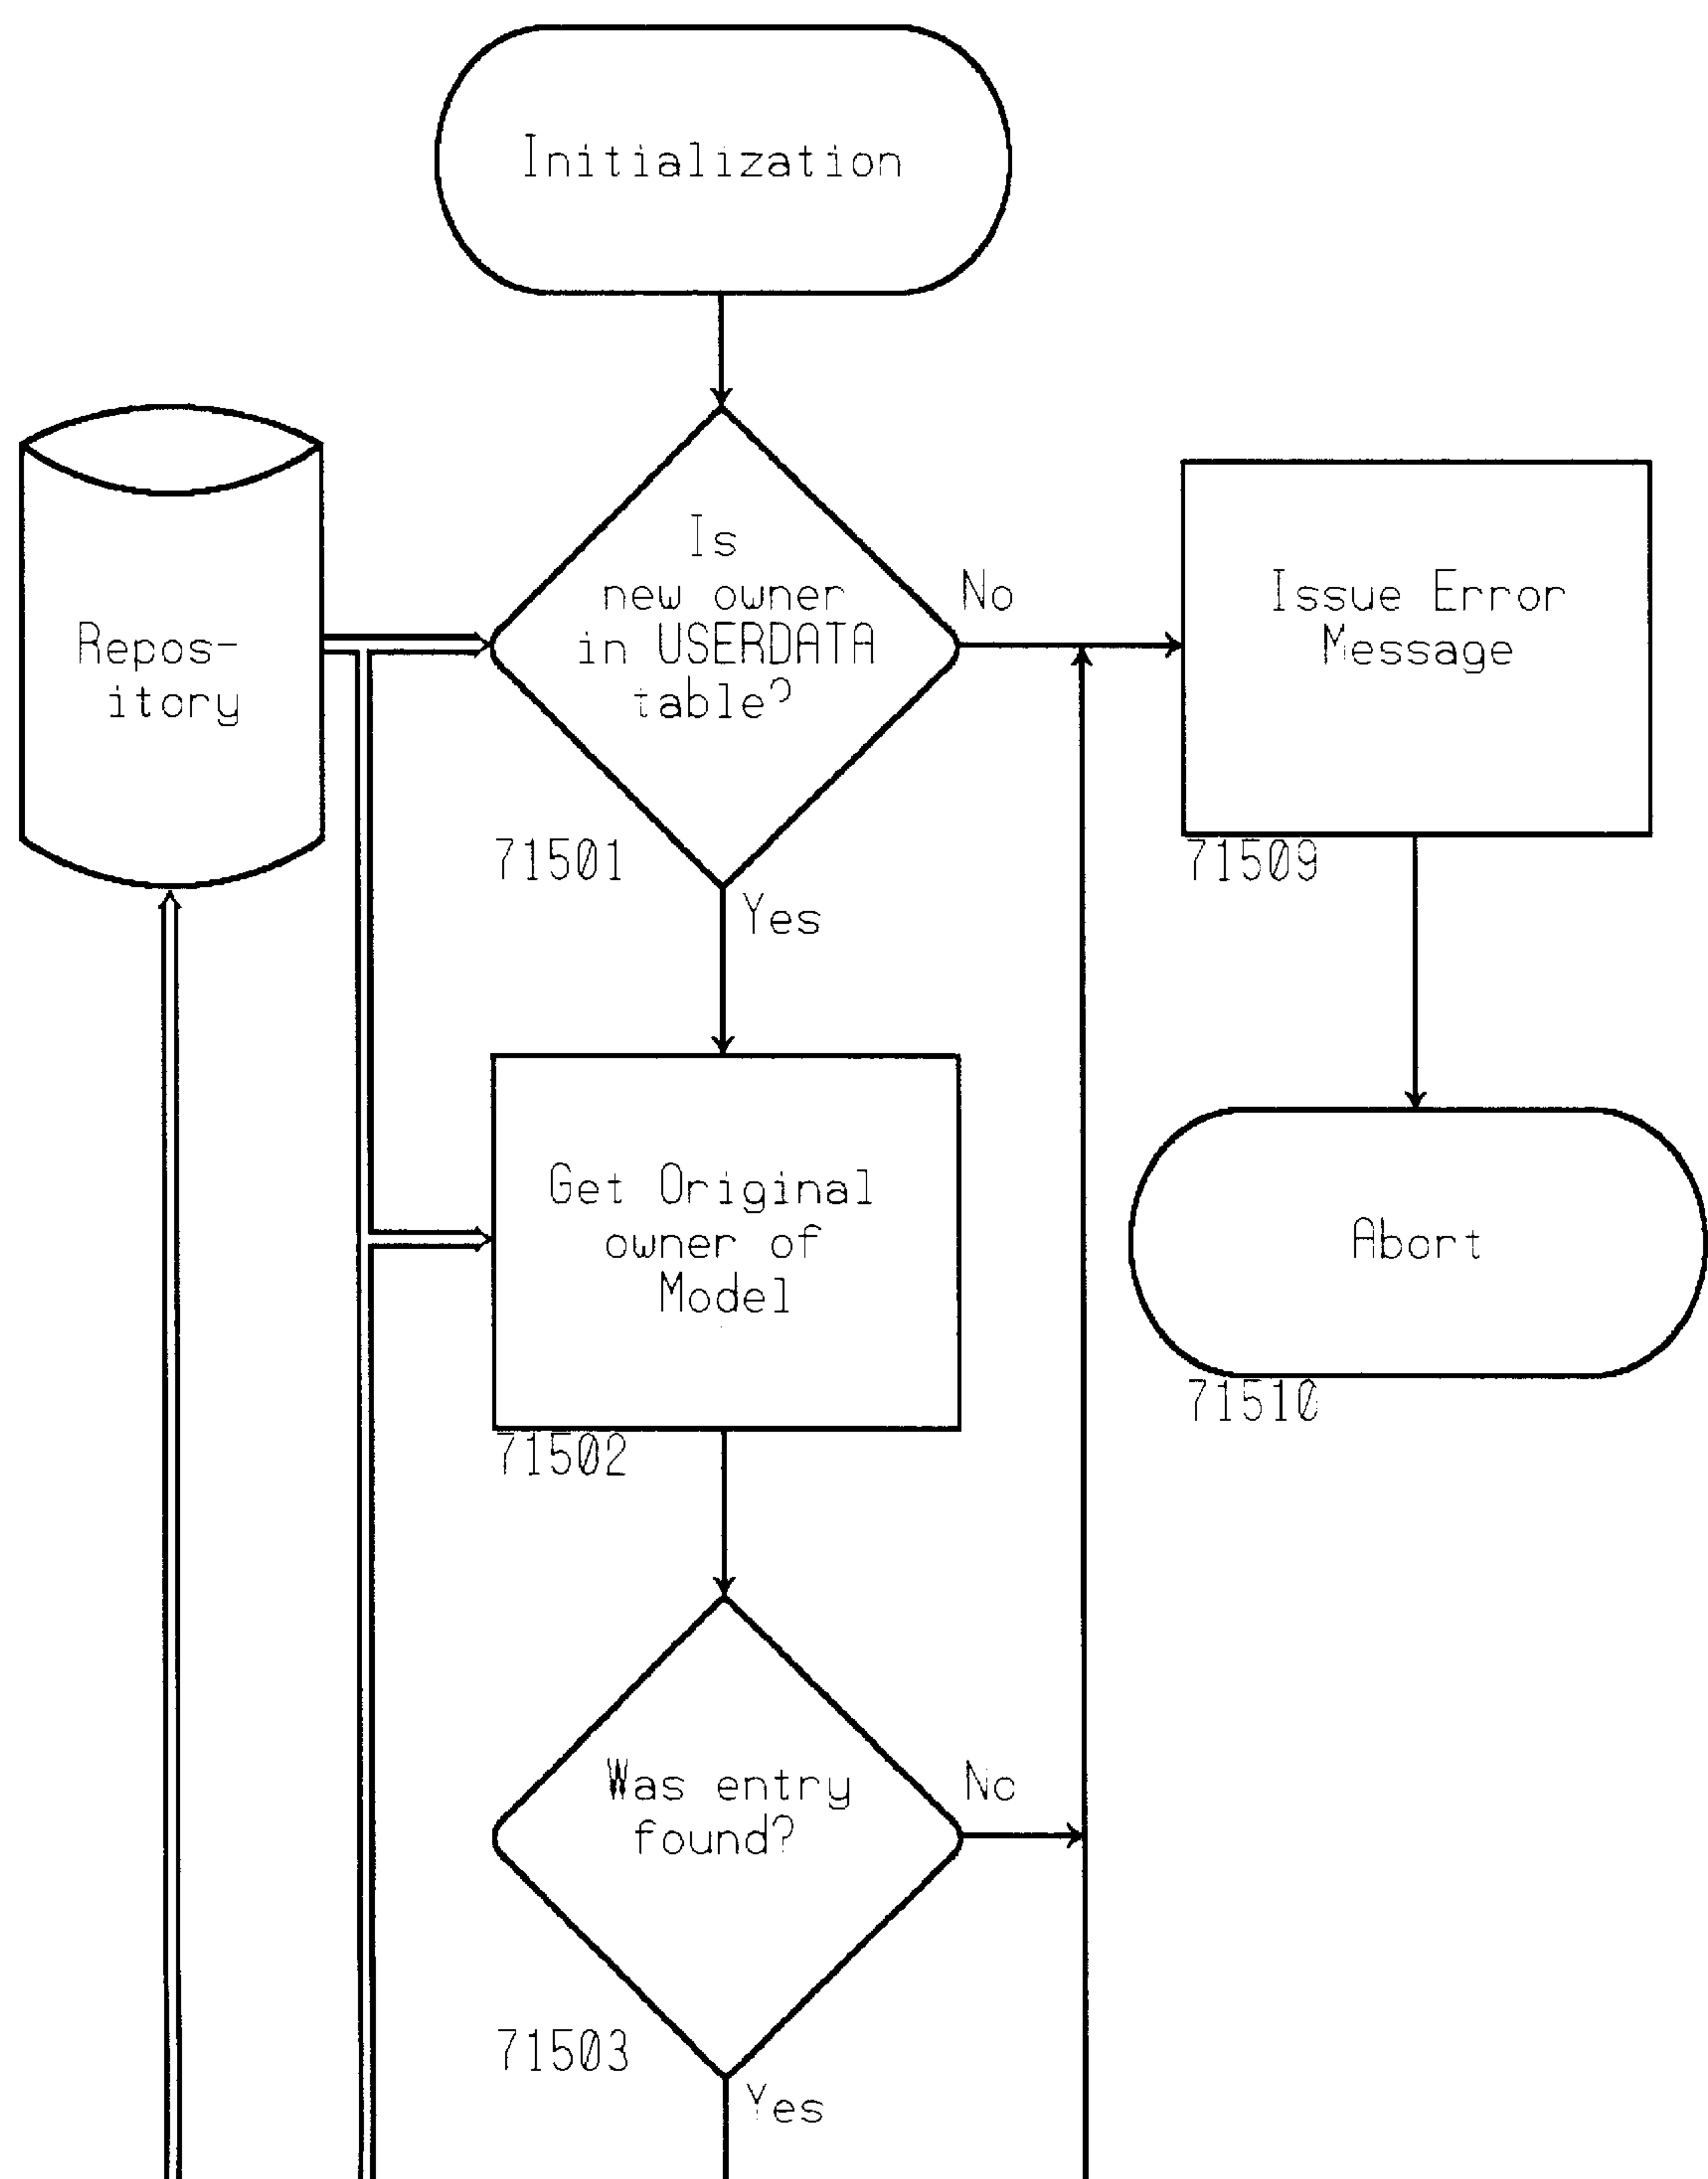 Initialization
Repos-
itory
Is
new owner
in USERDATA
table?
No
Issue Error
Message
71501
Yes
71509
Get Original
owner of
Model
Abort
71502
71510
Was entry
found?
No
71503
Yes